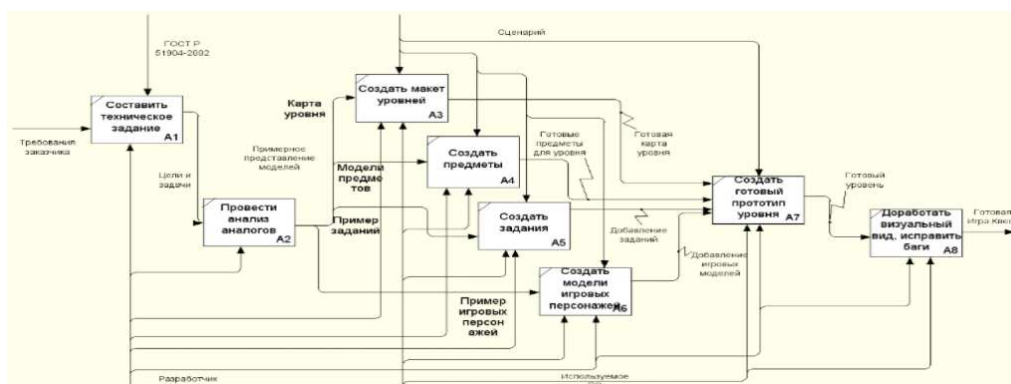 Сценарий
ГОСТ Р
51904-2002
Составить
техническое
задание
A1
Требования
заказчика
Цели и
задачи
Провести
анализ
аналогов
A2
Примерное
представление
моделей
Карта
уровня
Модели
предме
тов
Пример
заданий
Пример
игровых
персон
ажей
Создать макет
уровней
A3
Создать
предметы
A4
Создать
задания
A5
Создать
модели
игровых
персонажей
A6
Готовые
предметы
для уровня
Готовая
карта
уровня
Добавление
заданий
Добавление
игровых
моделей
Создать
готовый
прототип
уровня
A7
Готовый
уровень
Доработать
визуальный
вид, исправить
баги
A8
Готовая
Игра
Разработчик
Используемое